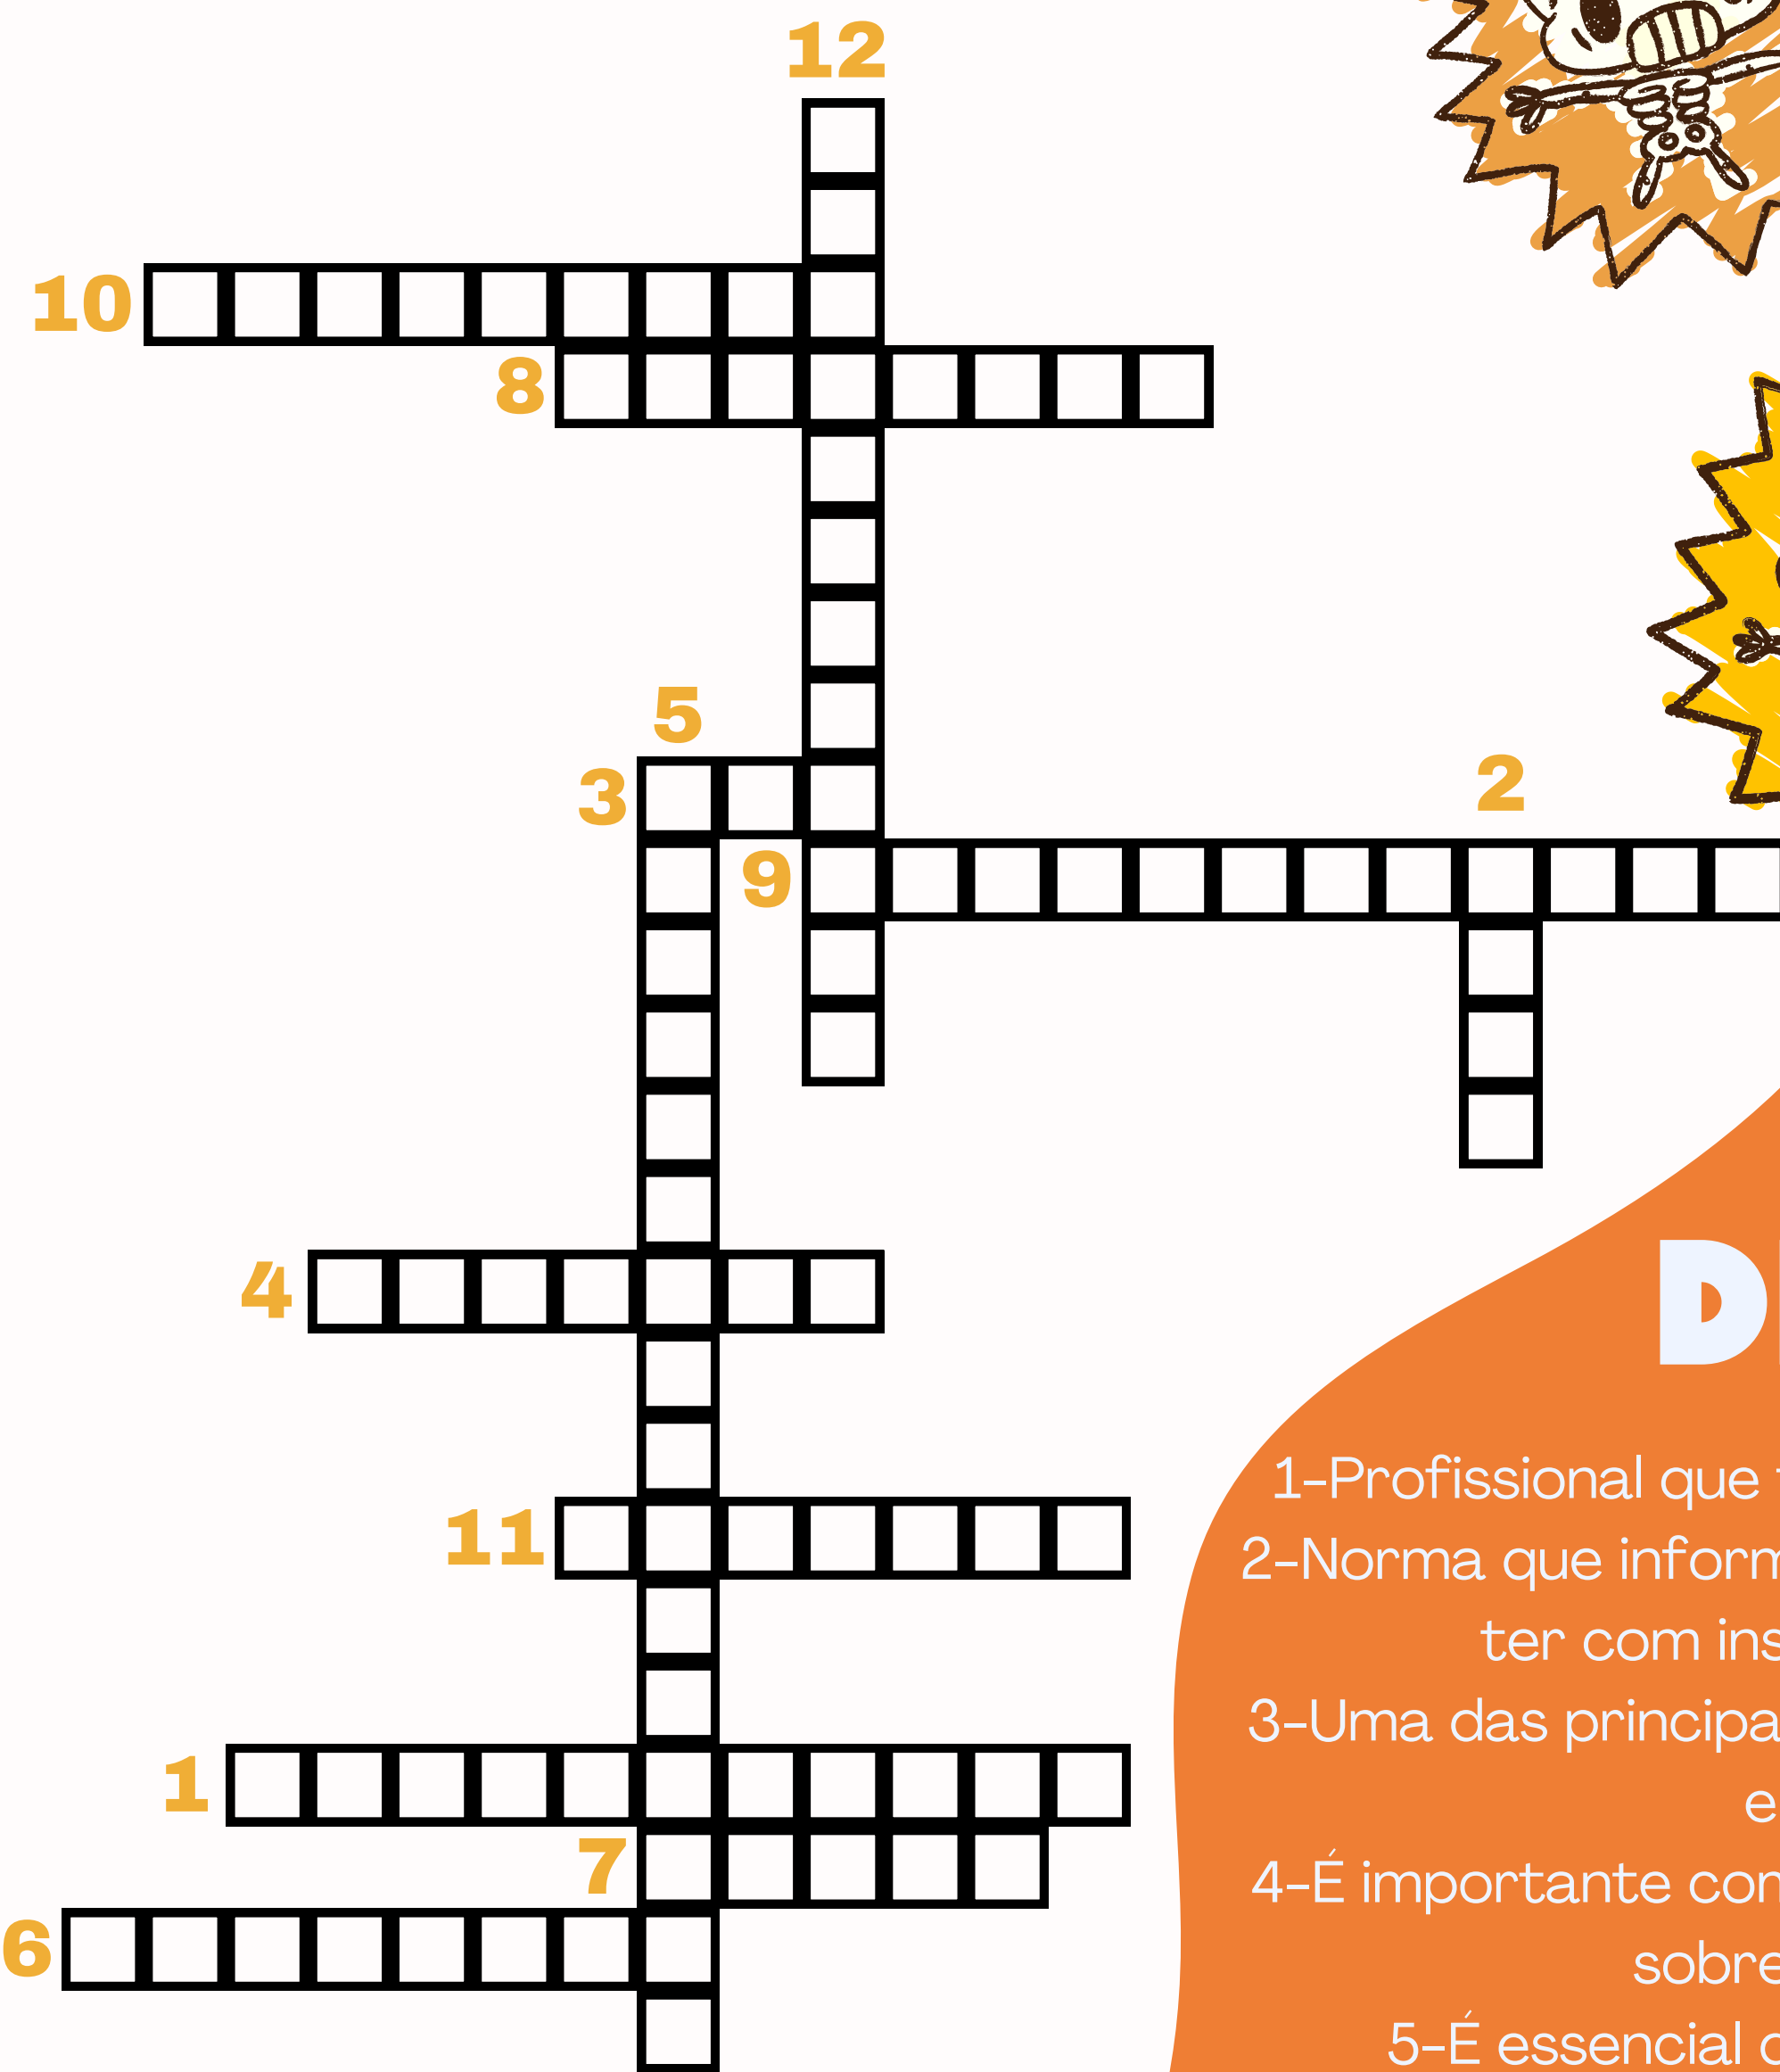 12
10
8
5
3
2
9
4
D
1-Profissional que
2-Norma que inform
11
ter com ins
3-Uma das principa
1
e
7
4-É importante con
6
sobre
5-É essencial